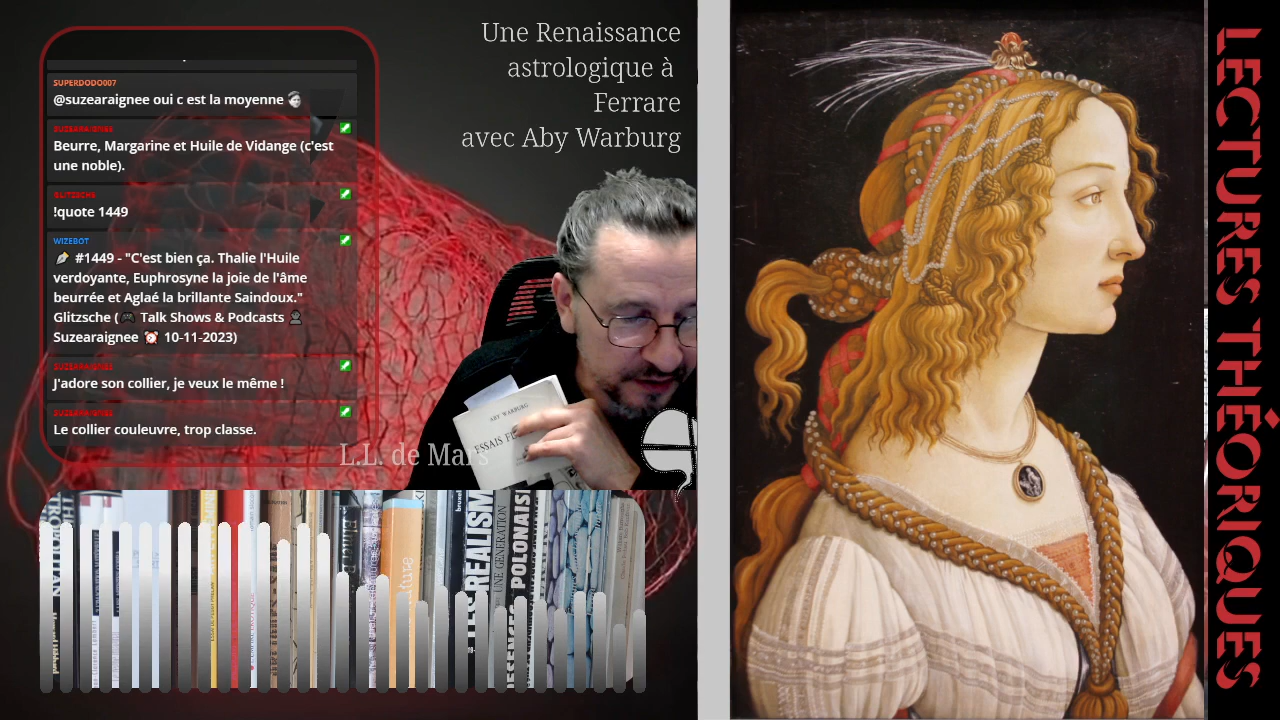 Une Renaissance
astrologique à
Ferrare
avec Aby Warburg
SUPERDODO007
@suzearaignee oui c est la moyenne
SUZEARAIGNEE
Beurre, Margarine et Huile de Vidange (c'est
une noble).
GLITZSCHE
!quote 1449
WIZEBOT
#1449 - "C'est bien ça. Thalie l'Huile
verdoyante, Euphrosyne la joie de l'âme
beurrée et Aglaé la brillante Saindoux."
Glitzsche ( Talk Shows & Podcasts
Suzearaignee 10-11-2023)
SUZEARAIGNEE
J'adore son collier, je veux le même !
SUZEARAIGNEE
Le collier couleuvre, trop classe.
L.L. de Mars
ABY WARBURG
ESSAIS
REALISM
UNE GENERATION
POLONAIS
LECTURES THÉORIQUES